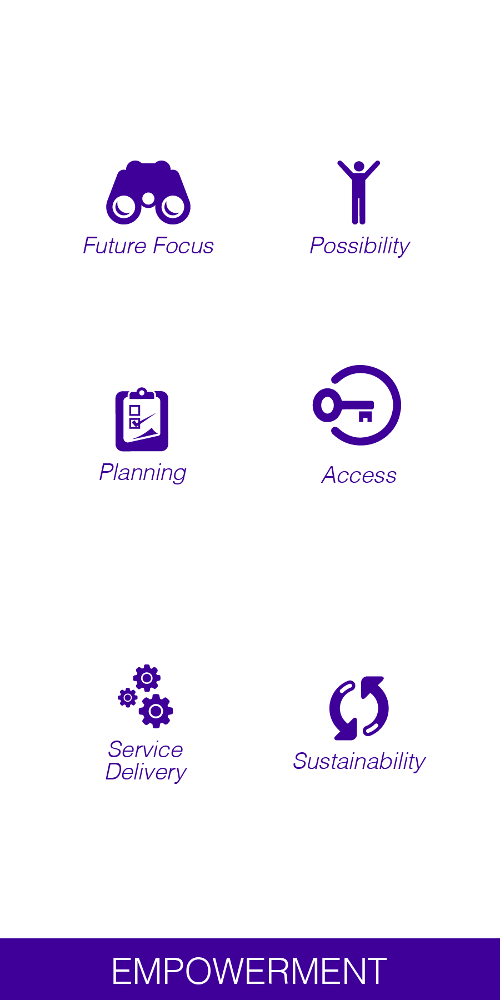 Future Focus
Possibility
Planning
Access
Service
Delivery
Sustainability
EMPOWERMENT